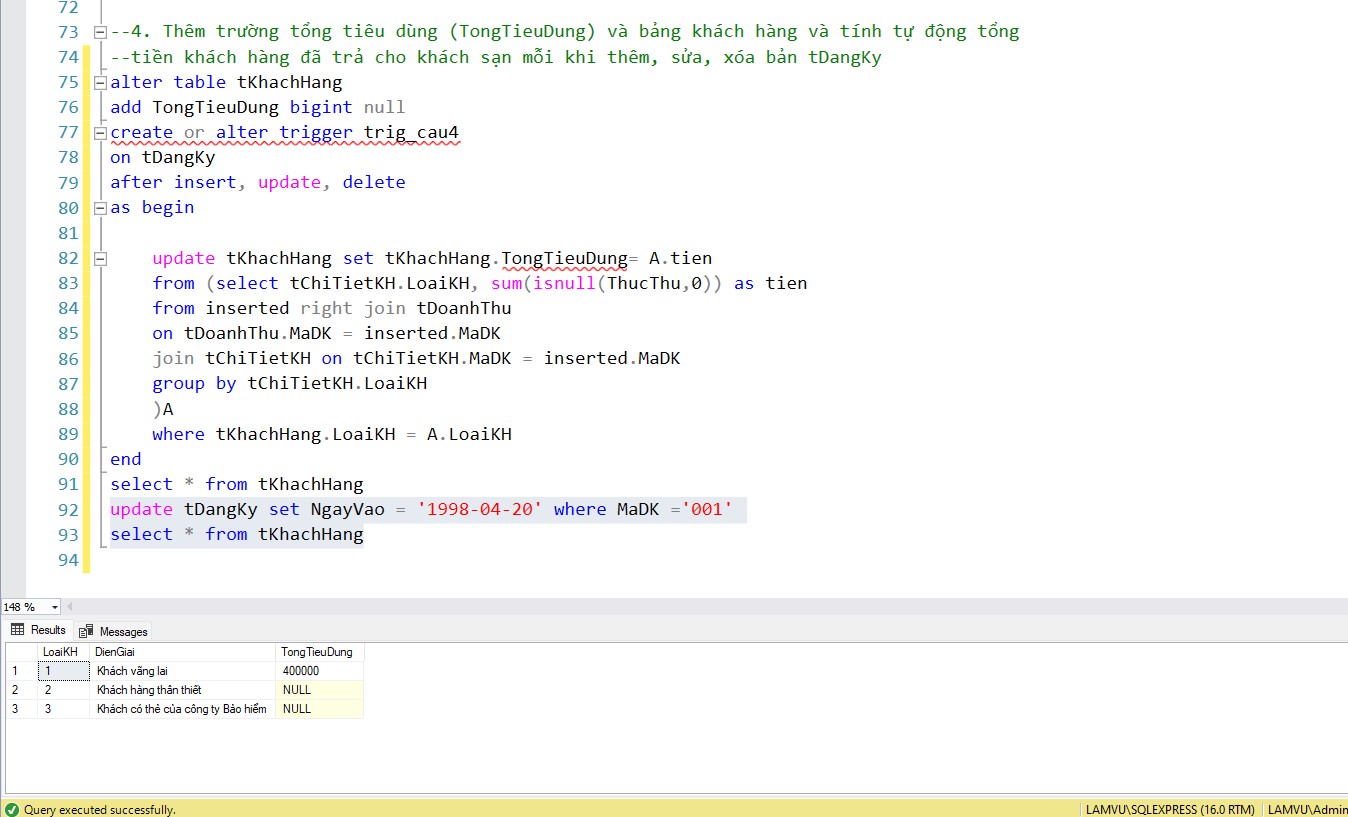 72
73 --4. Thêm trường tổng tiêu dùng (TongTieuDung) và bảng khách hàng và tính tự động tổng
74 --tiền khách hàng đã trả cho khách sạn mỗi khi thêm, sửa, xóa bản tDangKy
75 alter table tKhachHang
76 add TongTieuDung bigint null
77 create or alter trigger trig_cau4
78 on tDangKy
79 after insert, update, delete
80 as begin
81
82 update tKhachHang set tKhachHang.TongTieuDung= A.tien
83 from (select tChiTietKH.LoaiKH, sum(isnull(ThucThu,0)) as tien
84 from inserted right join tDoanhThu
85 on tDoanhThu.MaDK = inserted.MaDK
86 join tChiTietKH on tChiTietKH.MaDK = inserted.MaDK
87 group by tChiTietKH.LoaiKH
88 )A
89 where tKhachHang.LoaiKH = A.LoaiKH
90 end
91 select * from tKhachHang
92 update tDangKy set NgayVao = '1998-04-20' where MaDK ='001'
93 select * from tKhachHang
94
148 %
Results Messages
LoaiKH DienGiai TongTieuDung
1 1 Khách vãng lai 400000
2 2 Khách hàng thân thiết NULL
3 3 Khách có thẻ của công ty Bảo hiểm NULL
Query executed successfully. LAMVU\SQLEXPRESS (16.0 RTM) LAMVU\Admin